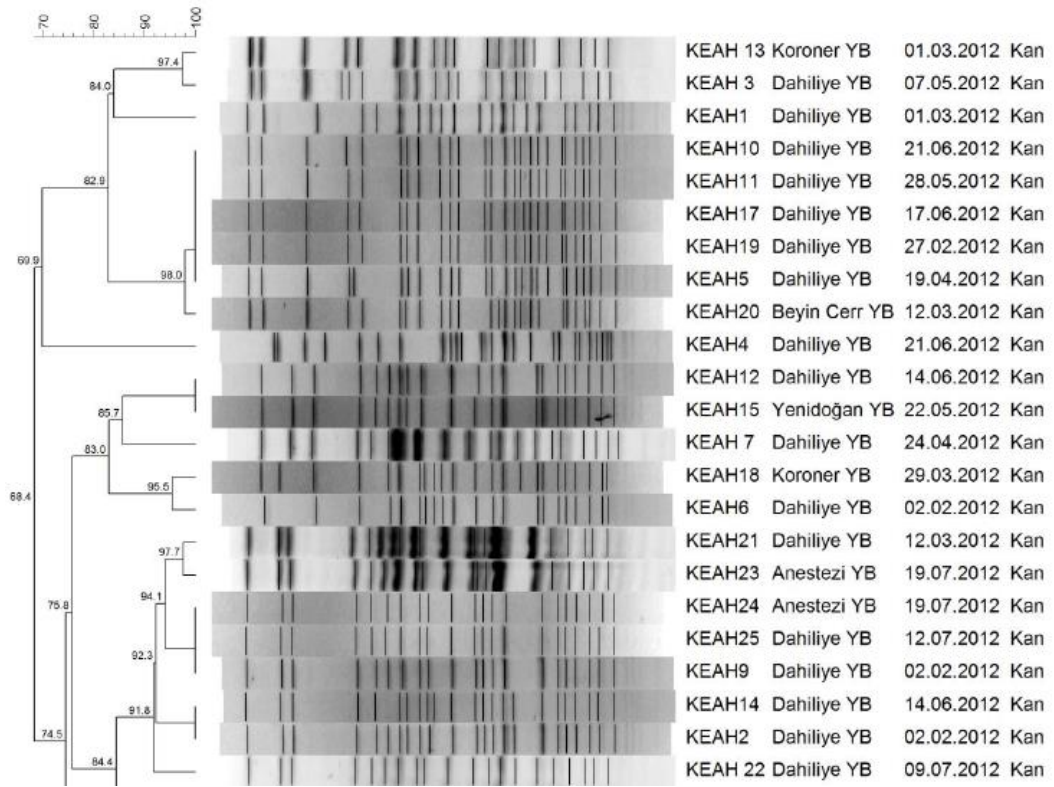 70 80 90 100
KEAH 13 Koroner YB 01.03.2012 Kan
97.4
KEAH 3 Dahiliye YB 07.05.2012 Kan
84.0
KEAH1 Dahiliye YB 01.03.2012 Kan
KEAH10 Dahiliye YB 21.06.2012 Kan
KEAH11 Dahiliye YB 28.05.2012 Kan
82.9
KEAH17 Dahiliye YB 17.06.2012 Kan
KEAH19 Dahiliye YB 27.02.2012 Kan
69.9
98.0
KEAH5 Dahiliye YB 19.04.2012 Kan
KEAH20 Beyin Cerr YB 12.03.2012 Kan
KEAH4 Dahiliye YB 21.06.2012 Kan
KEAH12 Dahiliye YB 14.06.2012 Kan
85.7
KEAH15 Yenidoğan YB 22.05.2012 Kan
KEAH 7 Dahiliye YB 24.04.2012 Kan
83.0
KEAH18 Koroner YB 29.03.2012 Kan
95.5
68.4
KEAH6 Dahiliye YB 02.02.2012 Kan
KEAH21 Dahiliye YB 12.03.2012 Kan
97.7
KEAH23 Anestezi YB 19.07.2012 Kan
94.1
75.8
KEAH24 Anestezi YB 19.07.2012 Kan
KEAH25 Dahiliye YB 12.07.2012 Kan
92.3
KEAH9 Dahiliye YB 02.02.2012 Kan
KEAH14 Dahiliye YB 14.06.2012 Kan
91.8
74.5
KEAH2 Dahiliye YB 02.02.2012 Kan
84.4
KEAH 22 Dahiliye YB 09.07.2012 Kan